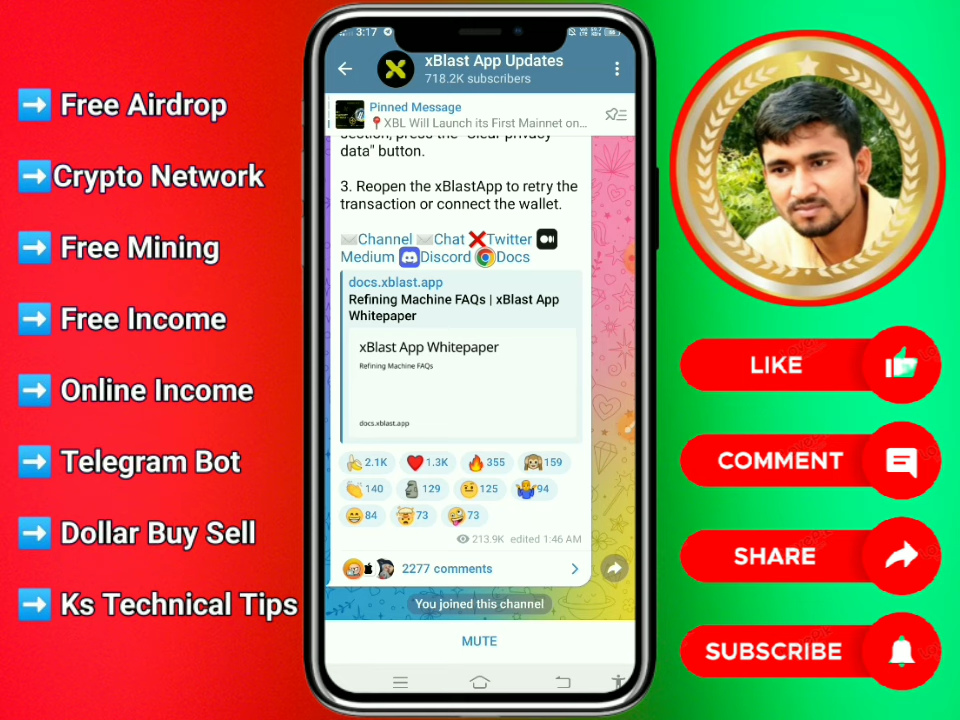 Free Airdrop
Crypto Network
Free Mining
Free Income
Online Income
Telegram Bot
Dollar Buy Sell
Ks Technical Tips
3:17
xBlast App Updates
718.2K subscribers
Pinned Message
XBL Will Launch its First Mainnet on...
data" button.
3. Reopen the xBlastApp to retry the
transaction or connect the wallet.
Channel Chat Twitter
Medium Discord Docs
docs.xblast.app
Refining Machine FAQs | xBlast App
Whitepaper
xBlast App Whitepaper
Refining Machine FAQs
docs.xblast.app
2.1K 1.3K 355 159
140 129 125 94
84 73 73
213.9K edited 1:46 AM
2277 comments
You joined this channel
MUTE
LIKE
COMMENT
SHARE
SUBSCRIBE